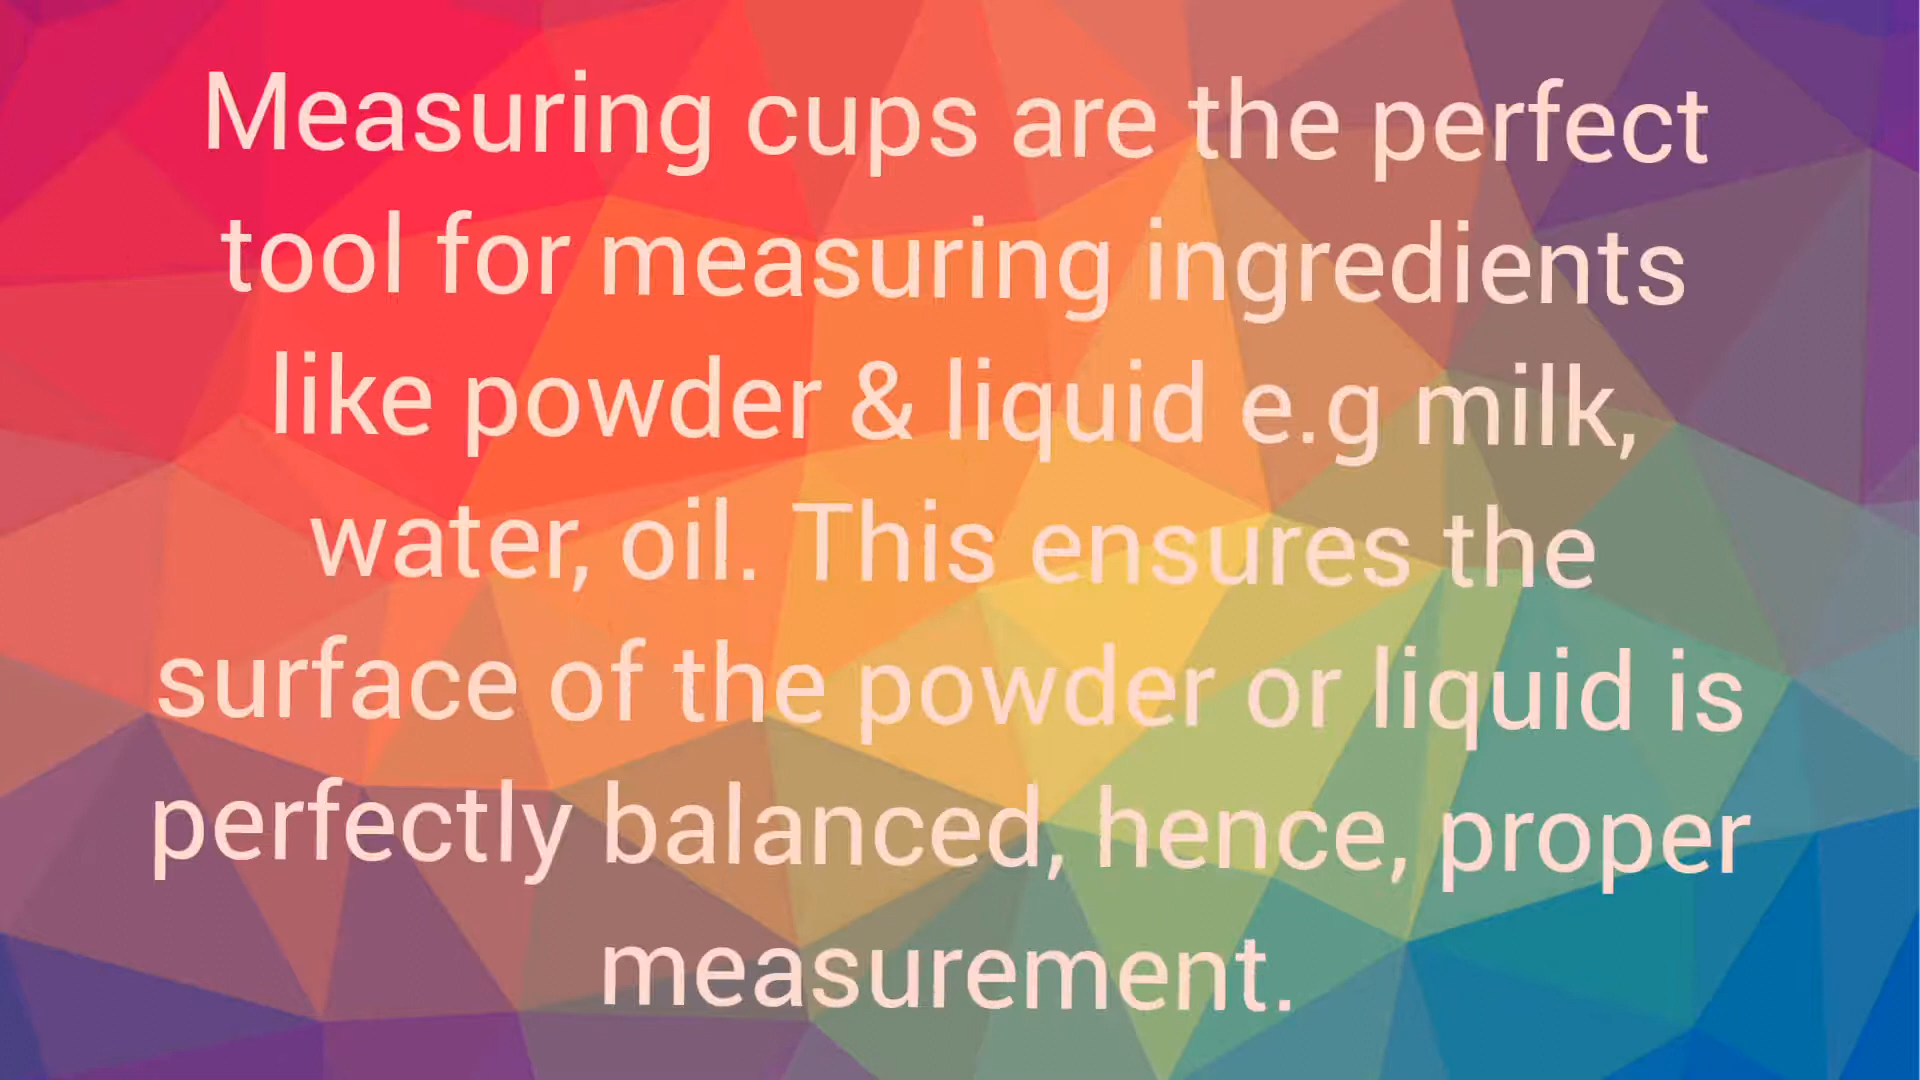 Measuring cups are the perfect
tool for measuring ingredients
like powder & liquid e.g milk,
water, oil. This ensures the
surface of the powder or liquid is
perfectly balanced, hence, proper
measurement.